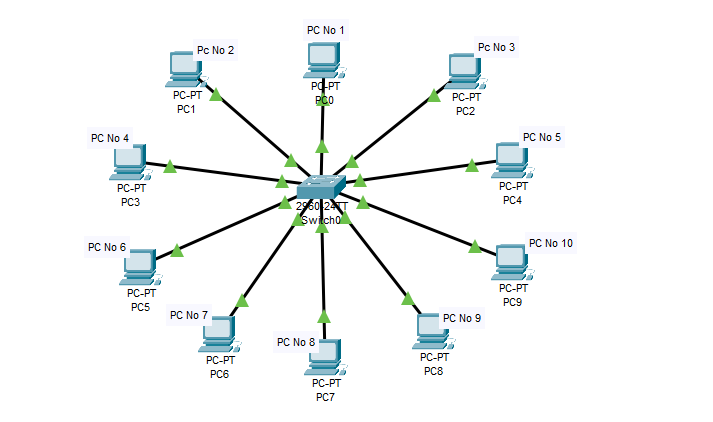 PC No 1
Pc No 2
Pc No 3
PC-PT
PC0
PC-PT
PC1
PC-PT
PC2
PC No 4
PC No 5
PC-PT
PC3
PC-PT
PC4
2960-24TT
Switch0
PC No 6
PC No 10
PC-PT
PC5
PC-PT
PC9
PC No 7
PC No 9
PC No 8
PC-PT
PC6
PC-PT
PC8
PC-PT
PC7